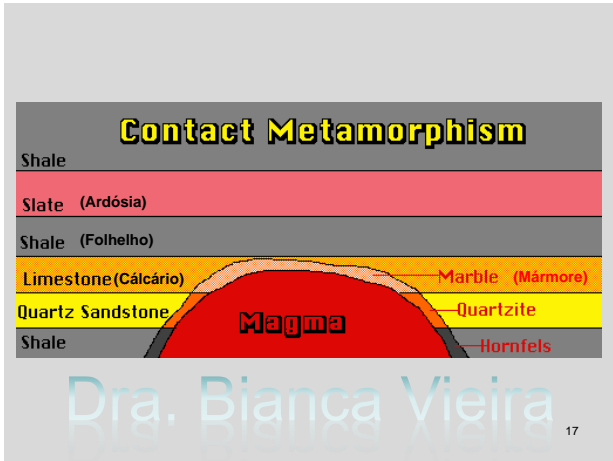 Contact Metamorphism
Shale
Slate (Ardósia)
Shale (Folhelho)
Limestone (Cálcário)
Marble (Mármore)
Quartz Sandstone
Magma
Quartzite
Shale
Hornfels
Dra. Bianca Vieira
17